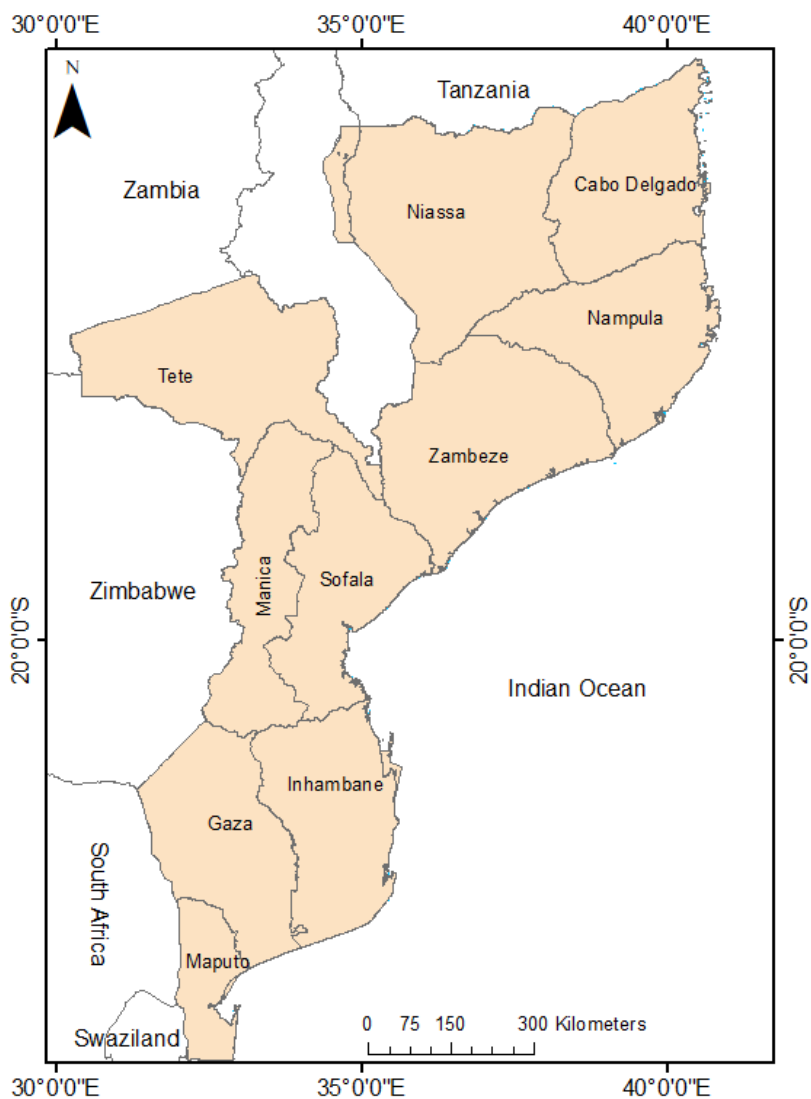 30°0'0"E 35°0'0"E 40°0'0"E
N
Tanzania
Zambia
Cabo Delgado
Niassa
Nampula
Tete
Zambeze
Manica
Sofala
Zimbabwe
20°0'0"S
20°0'0"S
Indian Ocean
Inhambane
Gaza
South Africa
Maputo
Swaziland
0 75 150 300 Kilometers
30°0'0"E 35°0'0"E 40°0'0"E